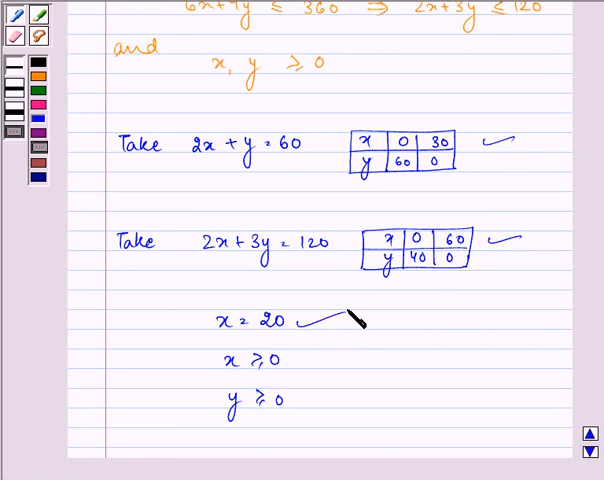 6x+9y ≤ 360 ⇒ 2x+3y ≤ 120
and
x, y ≥ 0
Take 2x + y = 60
x 0 30
y 60 0
Take 2x + 3y = 120
x 0 60
y 40 0
x = 20
x ≥ 0
y ≥ 0